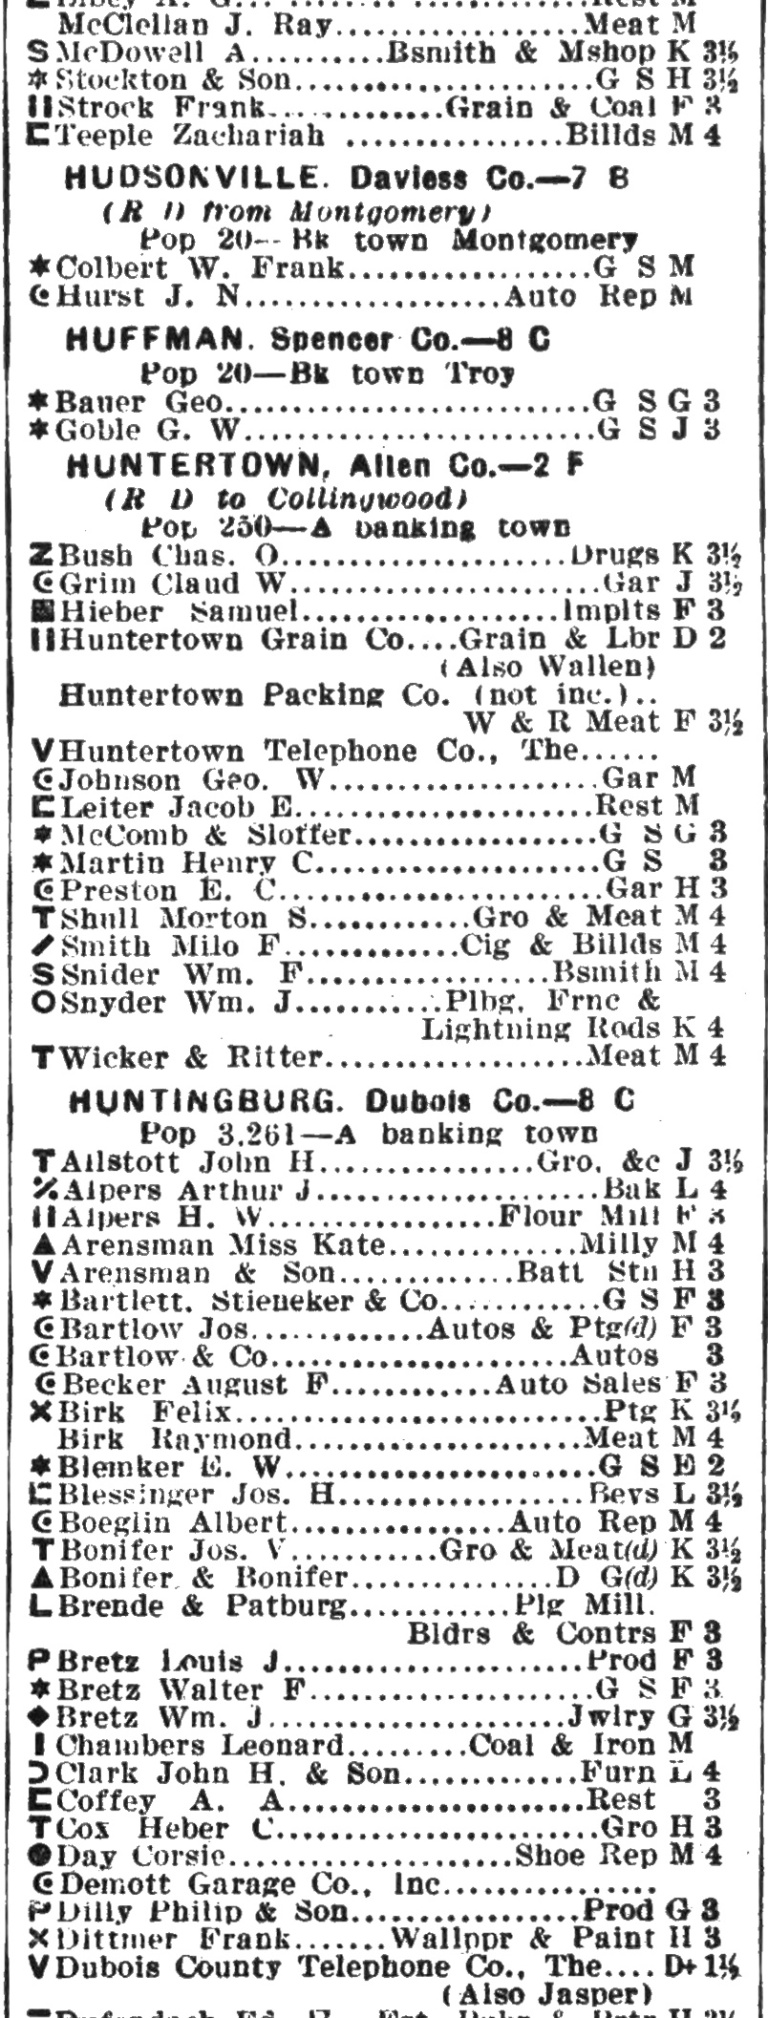 McClellan J. Ray..................Meat M
S McDowell A..........Bsmith & Mshop K 3½
* Stockton & Son.....................G S H 3½
Strock Frank..............Grain & Coal F 3
Teeple Zachariah ...............Billds M 4
HUDSONVILLE. Daviess Co.—7 B
(R D from Montgomery)
Pop 20—Bk town Montgomery
* Colbert W. Frank.................G S M
Hurst J. N...................Auto Rep M
HUFFMAN. Spencer Co.—8 C
Pop 20—Bk town Troy
* Bauer Geo..........................G S G 3
* Goble G. W.........................G S J 3
HUNTERTOWN, Allen Co.—2 F
(R D to Collingwood)
Pop 250—A banking town
Z Bush Chas. O.....................Drugs K 3½
Grim Claud W......................Gar J 3½
Hieber Samuel...................Implts F 3
Huntertown Grain Co....Grain & Lbr D 2
(Also Wallen)
Huntertown Packing Co. (not inc.)..
W & R Meat F 3½
V Huntertown Telephone Co., The......
Johnson Geo. W...................Gar M
Leiter Jacob E.....................Rest M
* McComb & Sloffer.................G S G 3
* Martin Henry C....................G S 3
Preston E. C.......................Gar H 3
T Shull Morton S............Gro & Meat M 4
Smith Milo F.............Cig & Billds M 4
S Snider Wm. F.................Bsmith M 4
O Snyder Wm. J...........Plbg, Frnc &
Lightning Rods K 4
T Wicker & Ritter...................Meat M 4
HUNTINGBURG. Dubois Co.—8 C
Pop 3,261—A banking town
T Ailstott John H................Gro, &c J 3½
Alpers Arthur J.....................Bak L 4
Alpers H. W.................Flour Mill F 3
▲ Arensman Miss Kate..............Milly M 4
V Arensman & Son.............Batt Stn H 3
* Bartlett, Stieneker & Co............G S F 3
Bartlow Jos.............Autos & Ptg(d) F 3
Bartlow & Co......................Autos 3
Becker August F............Auto Sales F 3
X Birk Felix...........................Ptg K 3½
Birk Raymond.....................Meat M 4
* Blemker E. W.......................G S E 2
Blessinger Jos. H..................Bevs L 3½
Boeglin Albert................Auto Rep M 4
T Bonifer Jos. V...........Gro & Meat(d) K 3½
▲ Bonifer & Bonifer...............D G(d) K 3½
L Brende & Patburg............Plg Mill.
Bldrs & Contrs F 3
P Bretz Louis J......................Prod F 3
* Bretz Walter F.....................G S F 3
◆ Bretz Wm. J......................Jwlry G 3½
Chambers Leonard.........Coal & Iron M
Clark John H. & Son.............Furn L 4
Coffey A. A......................Rest 3
T Cox Heber C........................Gro H 3
● Day Corsie.....................Shoe Rep M 4
Demott Garage Co., Inc................
P Dilly Philip & Son.................Prod G 3
X Dittmer Frank.......Wallppr & Paint H 3
V Dubois County Telephone Co., The.... D+ 1½
(Also Jasper)